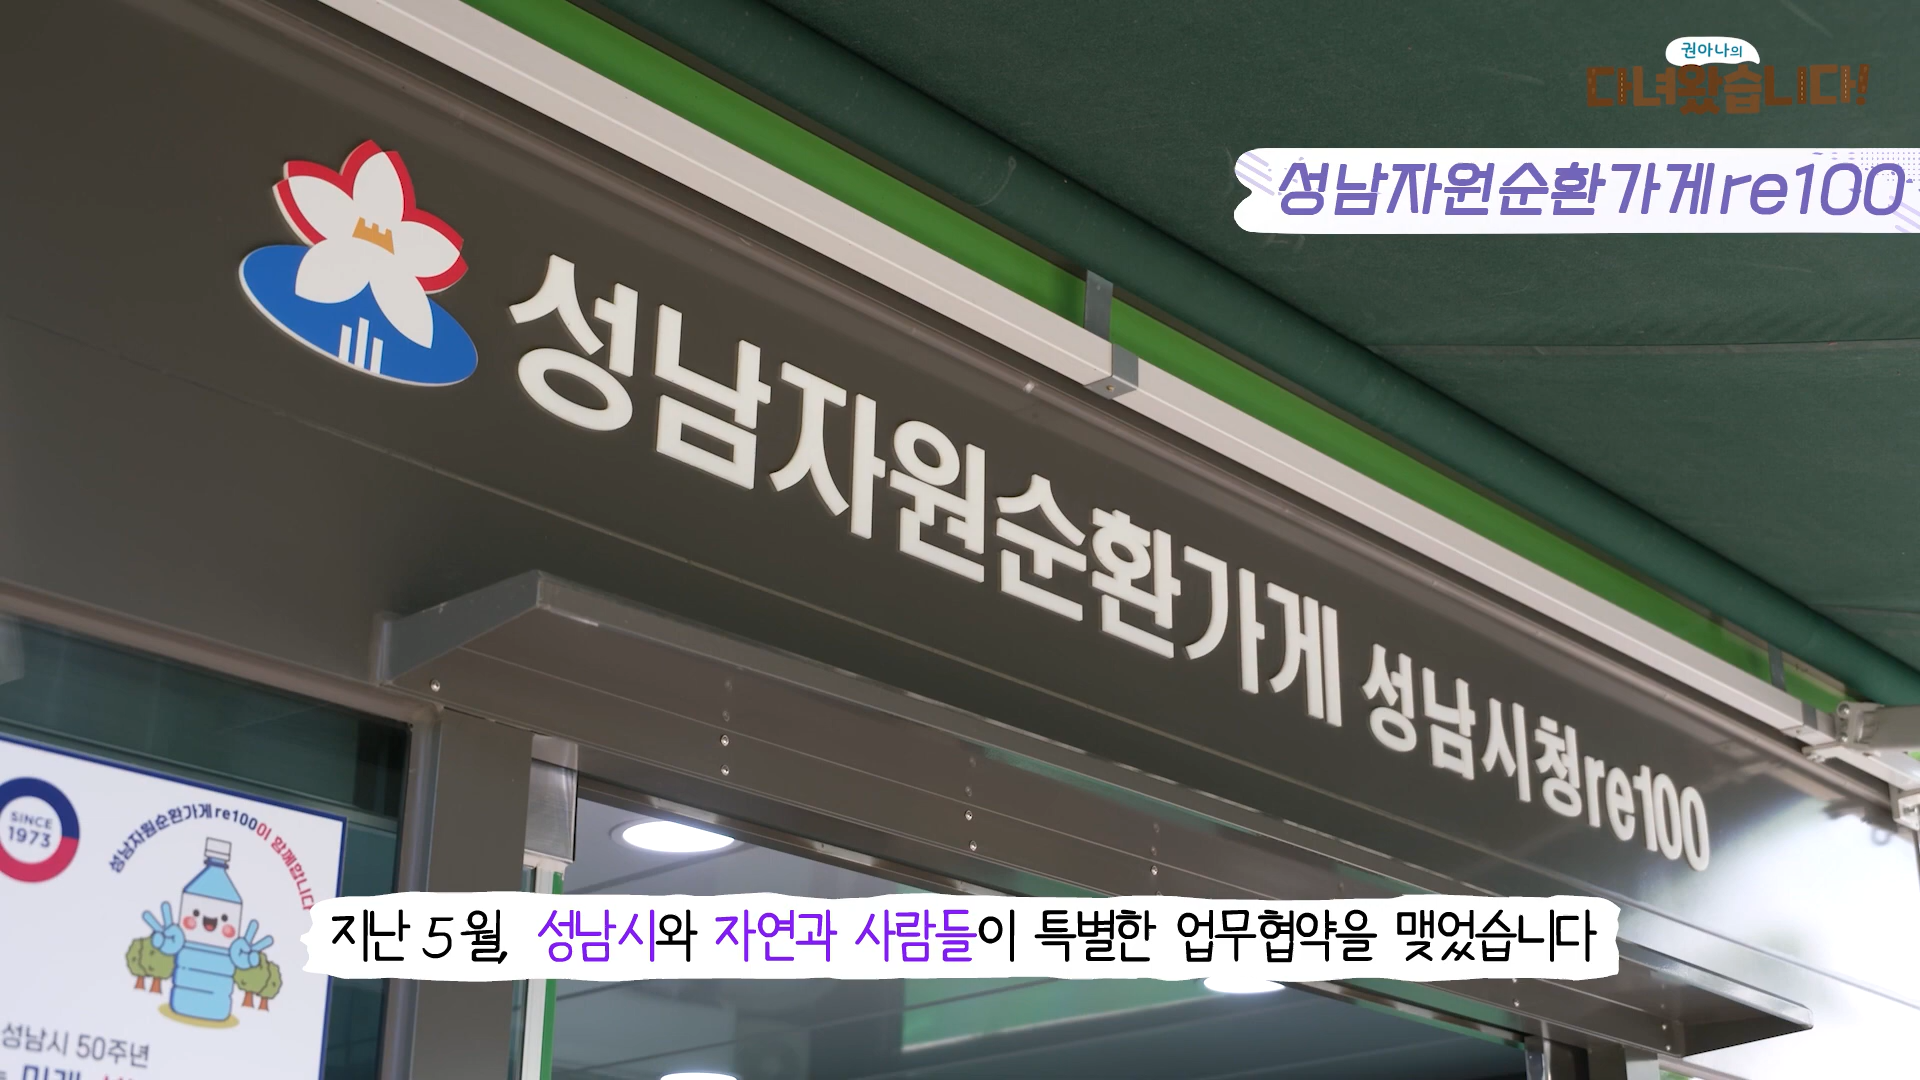 권아나의
다녀왔습니다!
성남자원순환가게re100
성남자원순환가게 성남시청re100
SINCE
1973
성남자원순환가게re100이 함께합니다
성남시 50주년
지난 5월, 성남시와 자연과 사람들이 특별한 업무협약을 맺었습니다